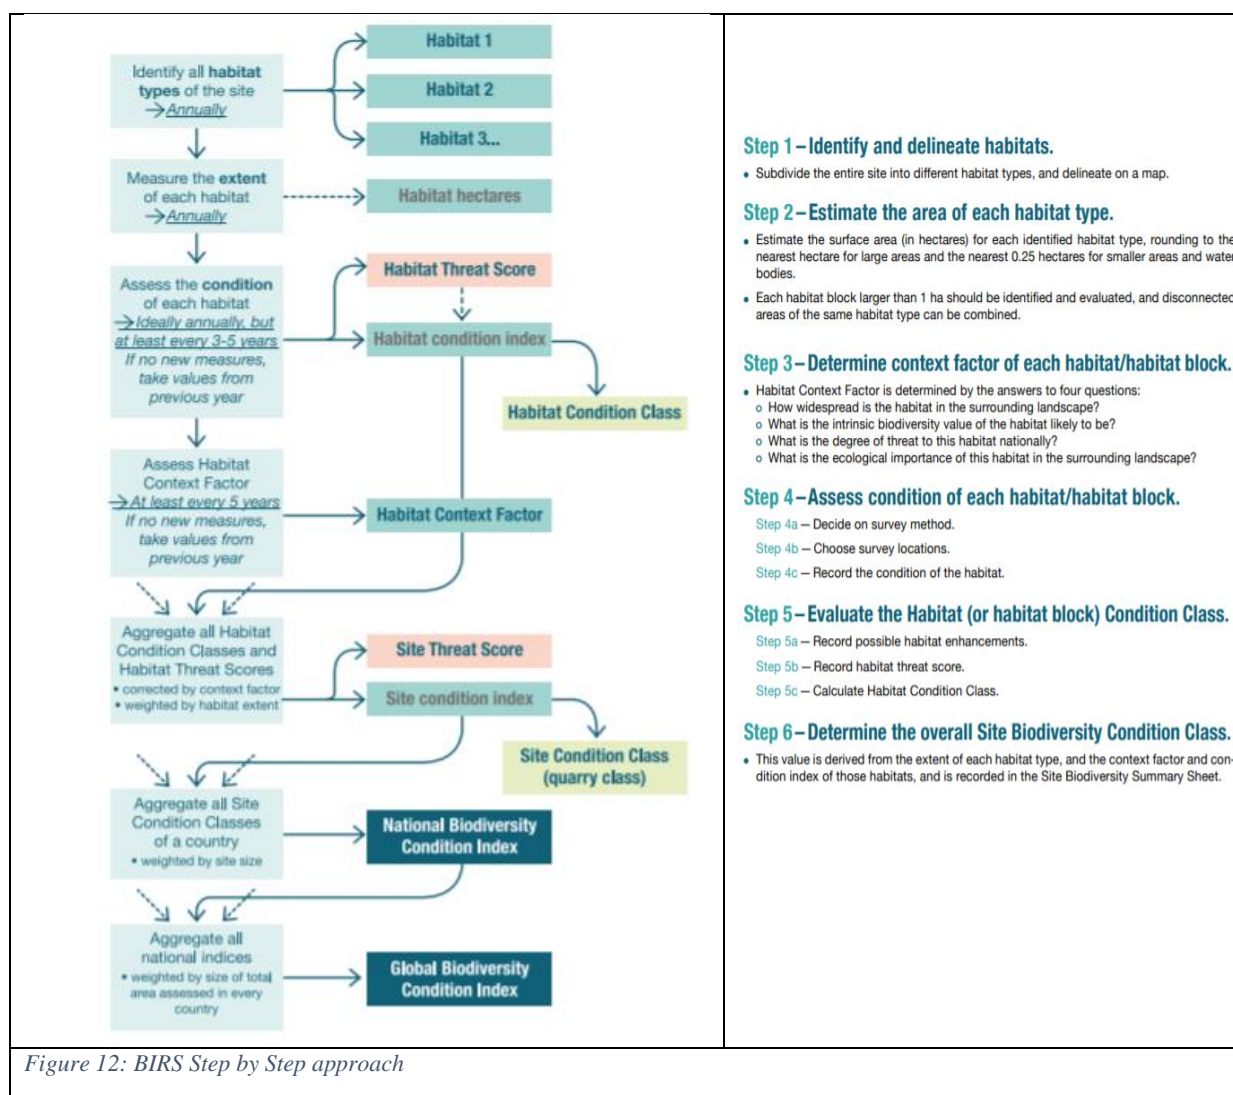 Identify all habitat
types of the site
→Annually
Habitat 1
Habitat 2
Habitat 3...
Measure the extent
of each habitat
→Annually
Habitat hectares
Assess the condition
of each habitat
→Ideally annually, but
at least every 3-5 years
If no new measures,
take values from
previous year
Habitat Threat Score
Habitat condition index
Habitat Condition Class
Assess Habitat
Context Factor
→At least every 5 years
If no new measures,
take values from
previous year
Habitat Context Factor
Aggregate all Habitat
Condition Classes and
Habitat Threat Scores
• corrected by context factor
• weighted by habitat extent
Site Threat Score
Site condition index
Site Condition Class
(quarry class)
Aggregate all Site
Condition Classes
of a country
• weighted by site size
National Biodiversity
Condition Index
Aggregate all
national indices
• weighted by size of total
area assessed in every
country
Global Biodiversity
Condition Index
Step 1 – Identify and delineate habitats.
• Subdivide the entire site into different habitat types, and delineate on a map.
Step 2 – Estimate the area of each habitat type.
• Estimate the surface area (in hectares) for each identified habitat type, rounding to the
nearest hectare for large areas and the nearest 0.25 hectares for smaller areas and water
bodies.
• Each habitat block larger than 1 ha should be identified and evaluated, and disconnected
areas of the same habitat type can be combined.
Step 3 – Determine context factor of each habitat/habitat block.
• Habitat Context Factor is determined by the answers to four questions:
o How widespread is the habitat in the surrounding landscape?
o What is the intrinsic biodiversity value of the habitat likely to be?
o What is the degree of threat to this habitat nationally?
o What is the ecological importance of this habitat in the surrounding landscape?
Step 4 – Assess condition of each habitat/habitat block.
Step 4a – Decide on survey method.
Step 4b – Choose survey locations.
Step 4c – Record the condition of the habitat.
Step 5 – Evaluate the Habitat (or habitat block) Condition Class.
Step 5a – Record possible habitat enhancements.
Step 5b – Record habitat threat score.
Step 5c – Calculate Habitat Condition Class.
Step 6 – Determine the overall Site Biodiversity Condition Class.
• This value is derived from the extent of each habitat type, and the context factor and con-
dition index of those habitats, and is recorded in the Site Biodiversity Summary Sheet.
Figure 12: BIRS Step by Step approach